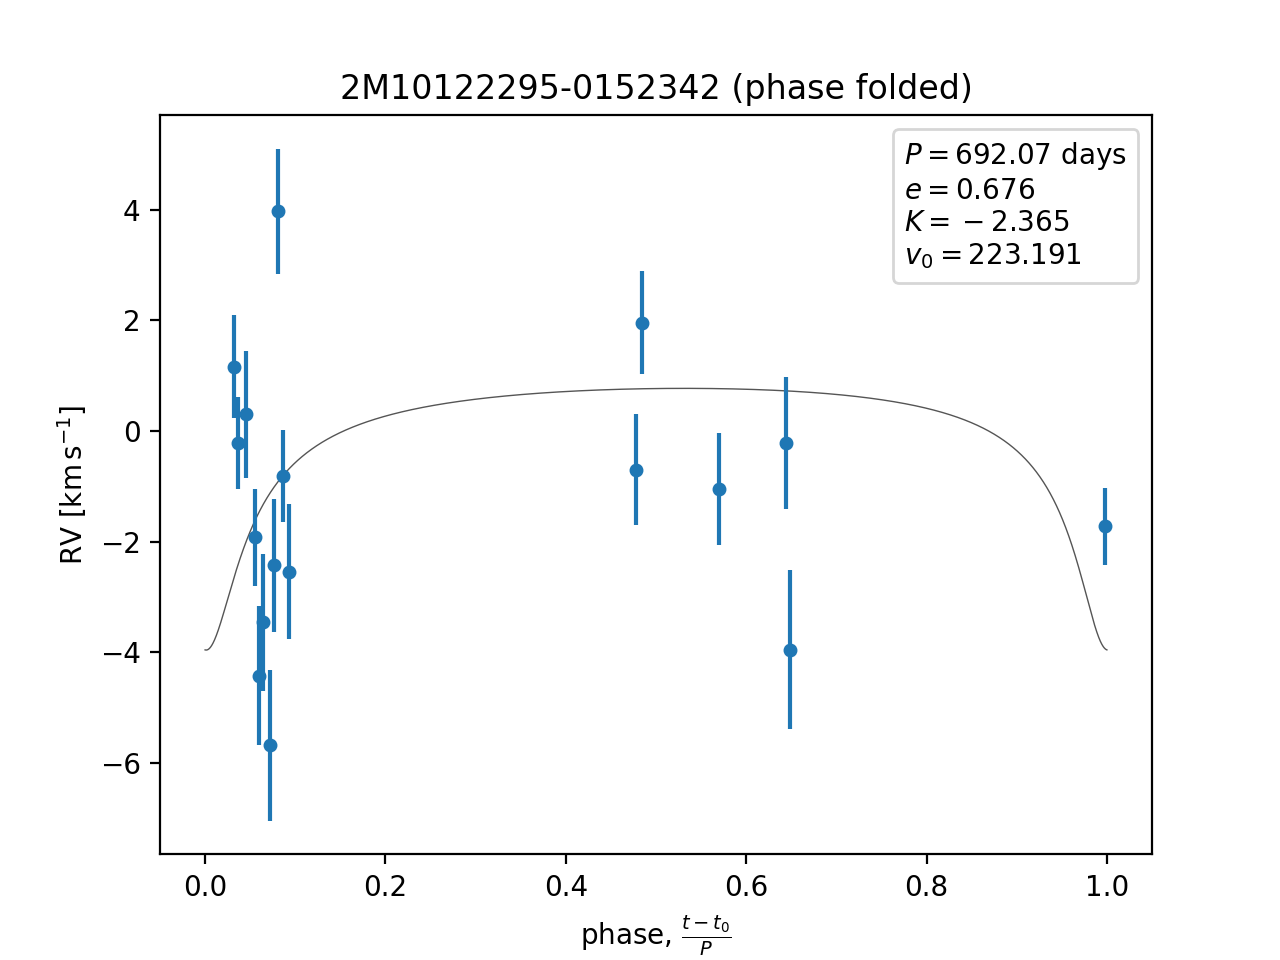 2M10122295-0152342 (phase folded)
P = 692.07 days
e = 0.676
K = −2.365
v₀ = 223.191
4
2
0
−2
−4
−6
RV [km s⁻¹]
0.0 0.2 0.4 0.6 0.8 1.0
phase, (t − t₀)/P